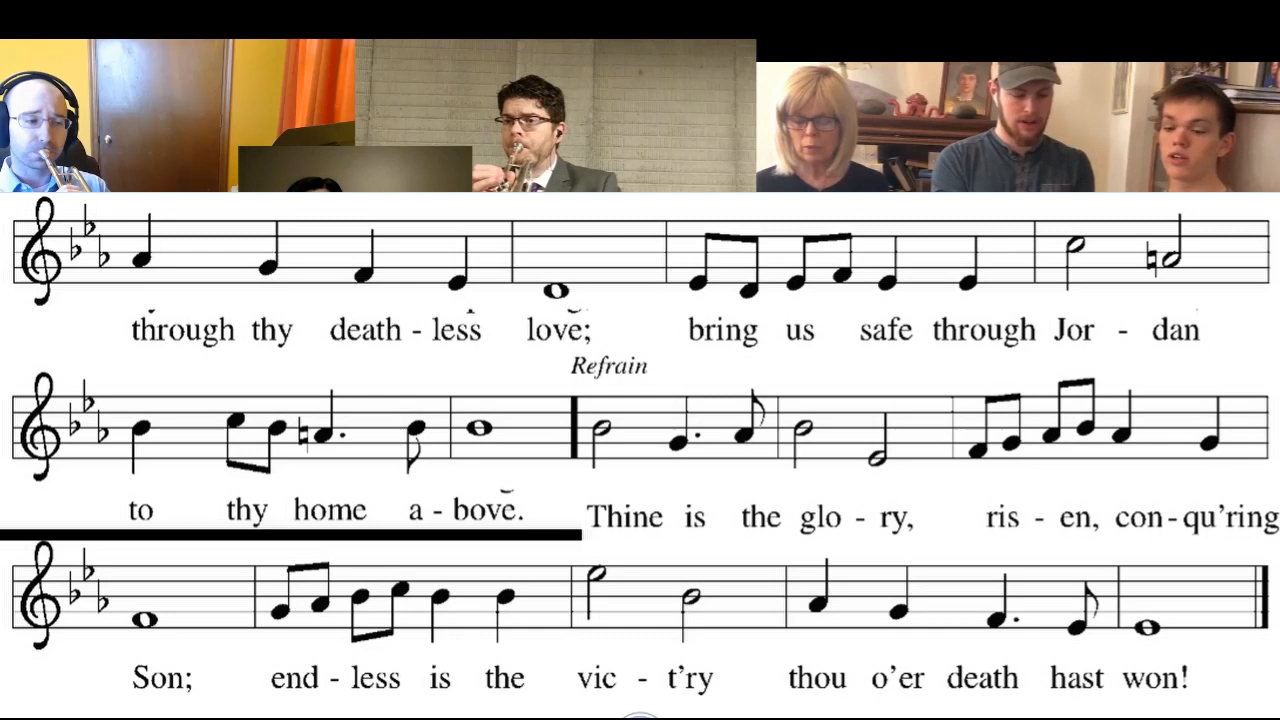 through thy death - less love; bring us safe through Jor - dan
Refrain
to thy home a - bove. Thine is the glo - ry, ris - en, con - qu'ring
Son; end - less is the vic - t'ry thou o'er death hast won!